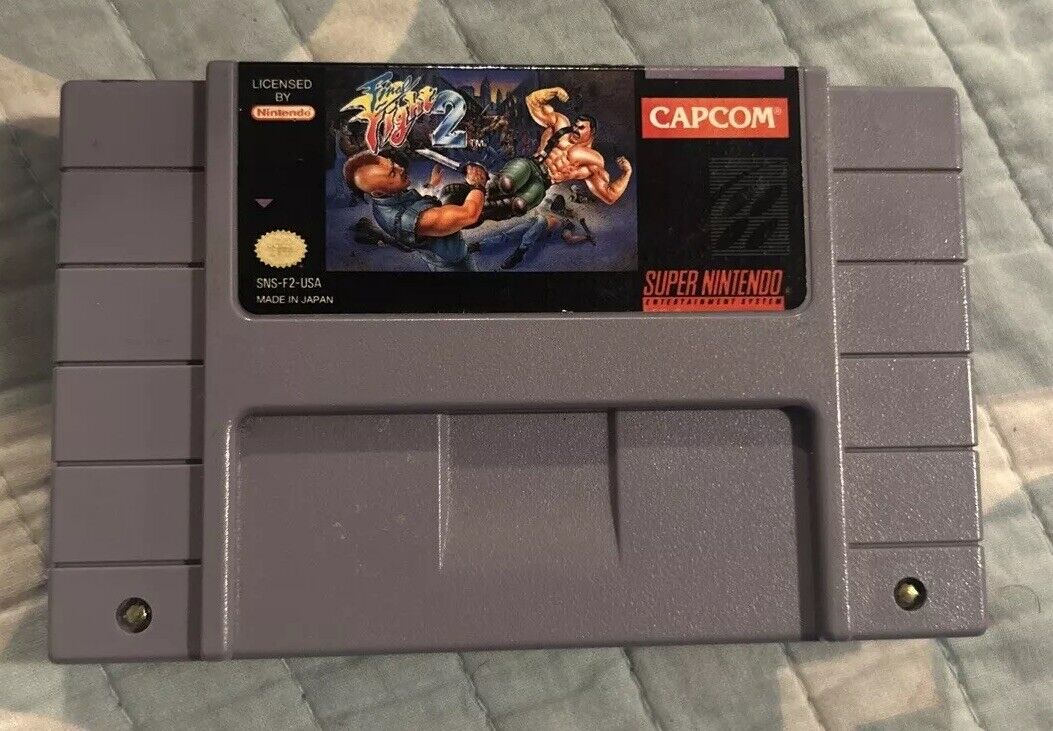 LICENSED
BY
Nintendo
Final
Fight 2 TM
CAPCOM®
SNS-F2-USA
MADE IN JAPAN
SUPER NINTENDO
ENTERTAINMENT SYSTEM